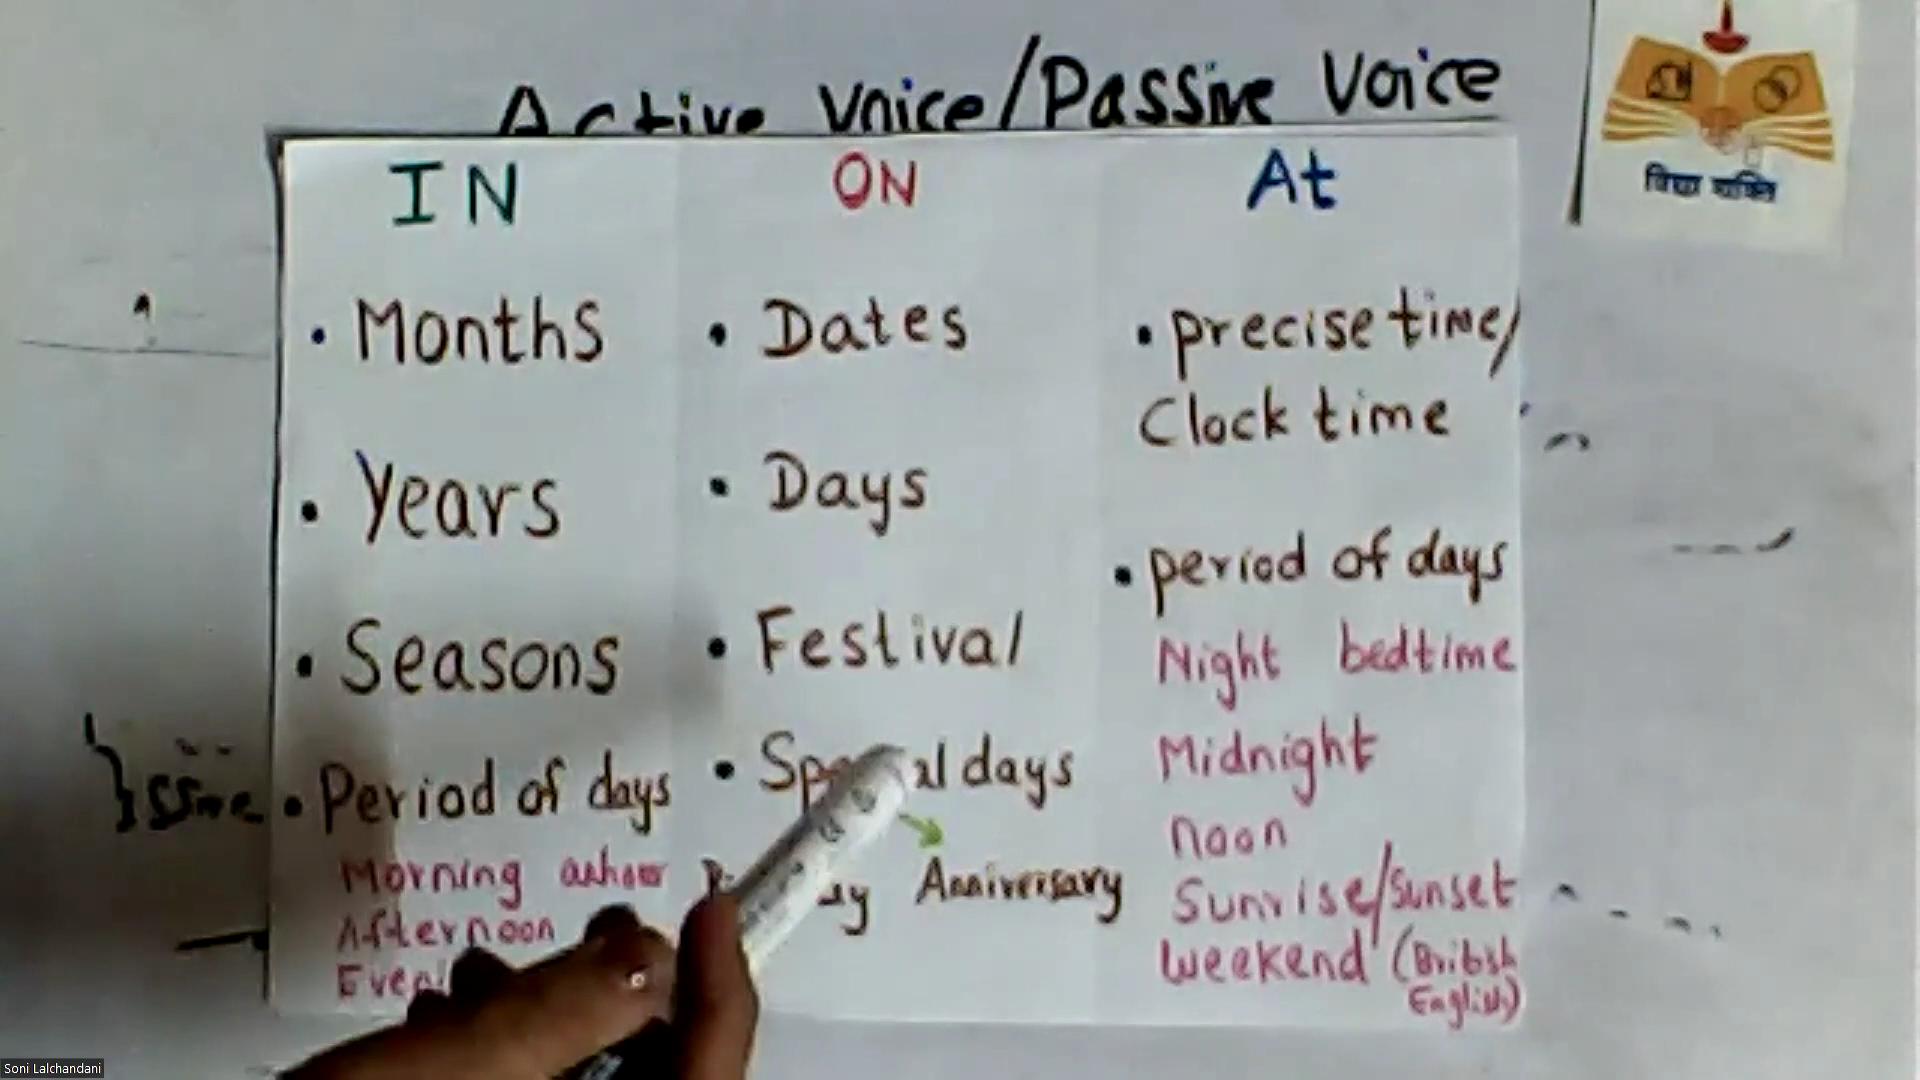 Active Voice/Passive Voice
विद्या शक्ति
IN
• Months
• Years
• Seasons
• Period of days
Morning
Afternoon
ON
• Dates
• Days
• Festival
• Special days
Anniversary
At
• precise time/
Clock time
• period of days
Night bedtime
Midnight
noon
Sunrise/Sunset
Weekend (British
English)
Soni Lalchandani